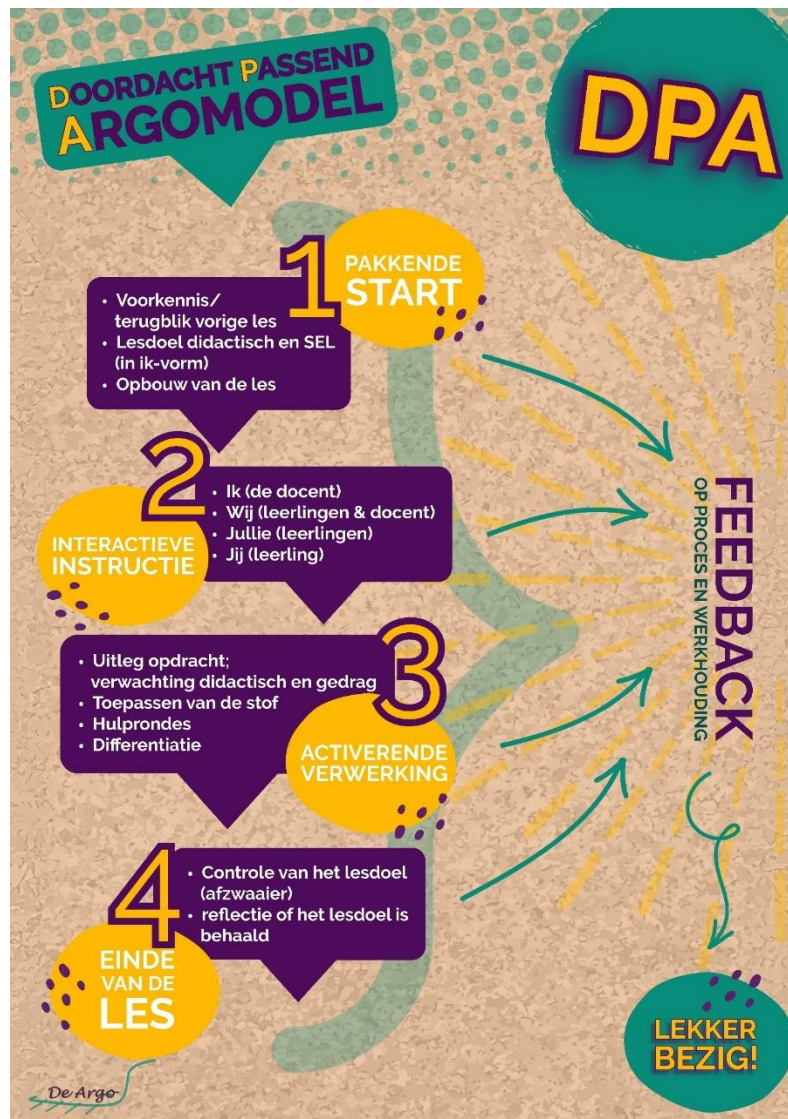 DOORDACHT PASSEND
ARGOMODEL
DPA
1
PAKKENDE
START
• Voorkennis/
terugblik vorige les
• Lesdoel didactisch en SEL
(in ik-vorm)
• Opbouw van de les
2
INTERACTIEVE
INSTRUCTIE
• Ik (de docent)
• Wij (leerlingen & docent)
• Jullie (leerlingen)
• Jij (leerling)
3
ACTIVERENDE
VERWERKING
• Uitleg opdracht;
verwachting didactisch en gedrag
• Toepassen van de stof
• Hulprondes
• Differentiatie
4
EINDE
VAN DE
LES
• Controle van het lesdoel
(afzwaaier)
• reflectie of het lesdoel is
behaald
FEEDBACK
OP PROCES EN WERKHOUDING
LEKKER
BEZIG!
De Argo